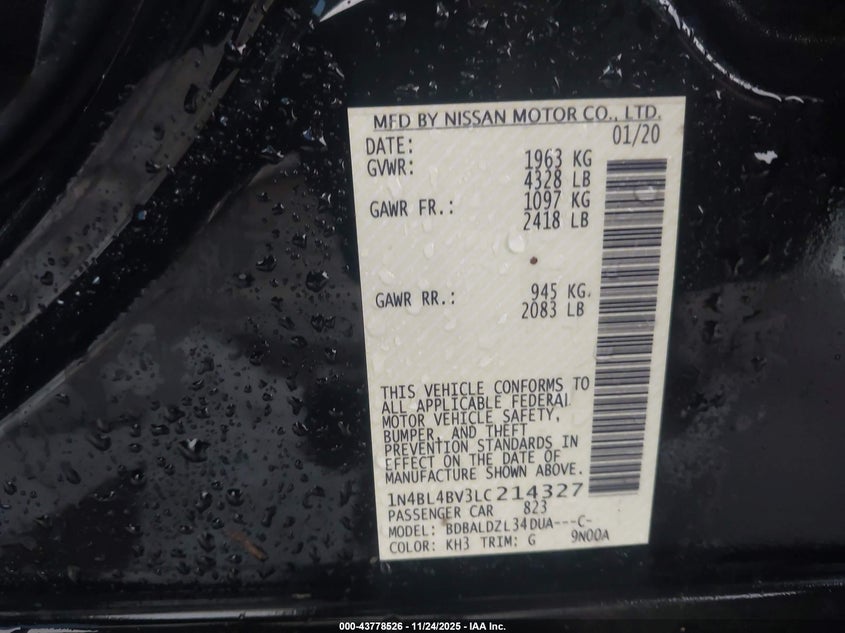 MFD BY NISSAN MOTOR CO., LTD.
DATE: 01/20
GVWR: 1963 KG
4328 LB
GAWR FR.: 1097 KG
2418 LB
GAWR RR.: 945 KG
2083 LB
THIS VEHICLE CONFORMS TO
ALL APPLICABLE FEDERAL
MOTOR VEHICLE SAFETY,
BUMPER, AND THEFT
PREVENTION STANDARDS IN
EFFECT ON THE DATE OF
MANUFACTURE SHOWN ABOVE.
1N4BL4BV3LC214327
PASSENGER CAR 823
MODEL: BDBALDZL34DUA---C-
COLOR: KH3 TRIM: G 9N00A
000-43778526 - 11/24/2025 - IAA Inc.